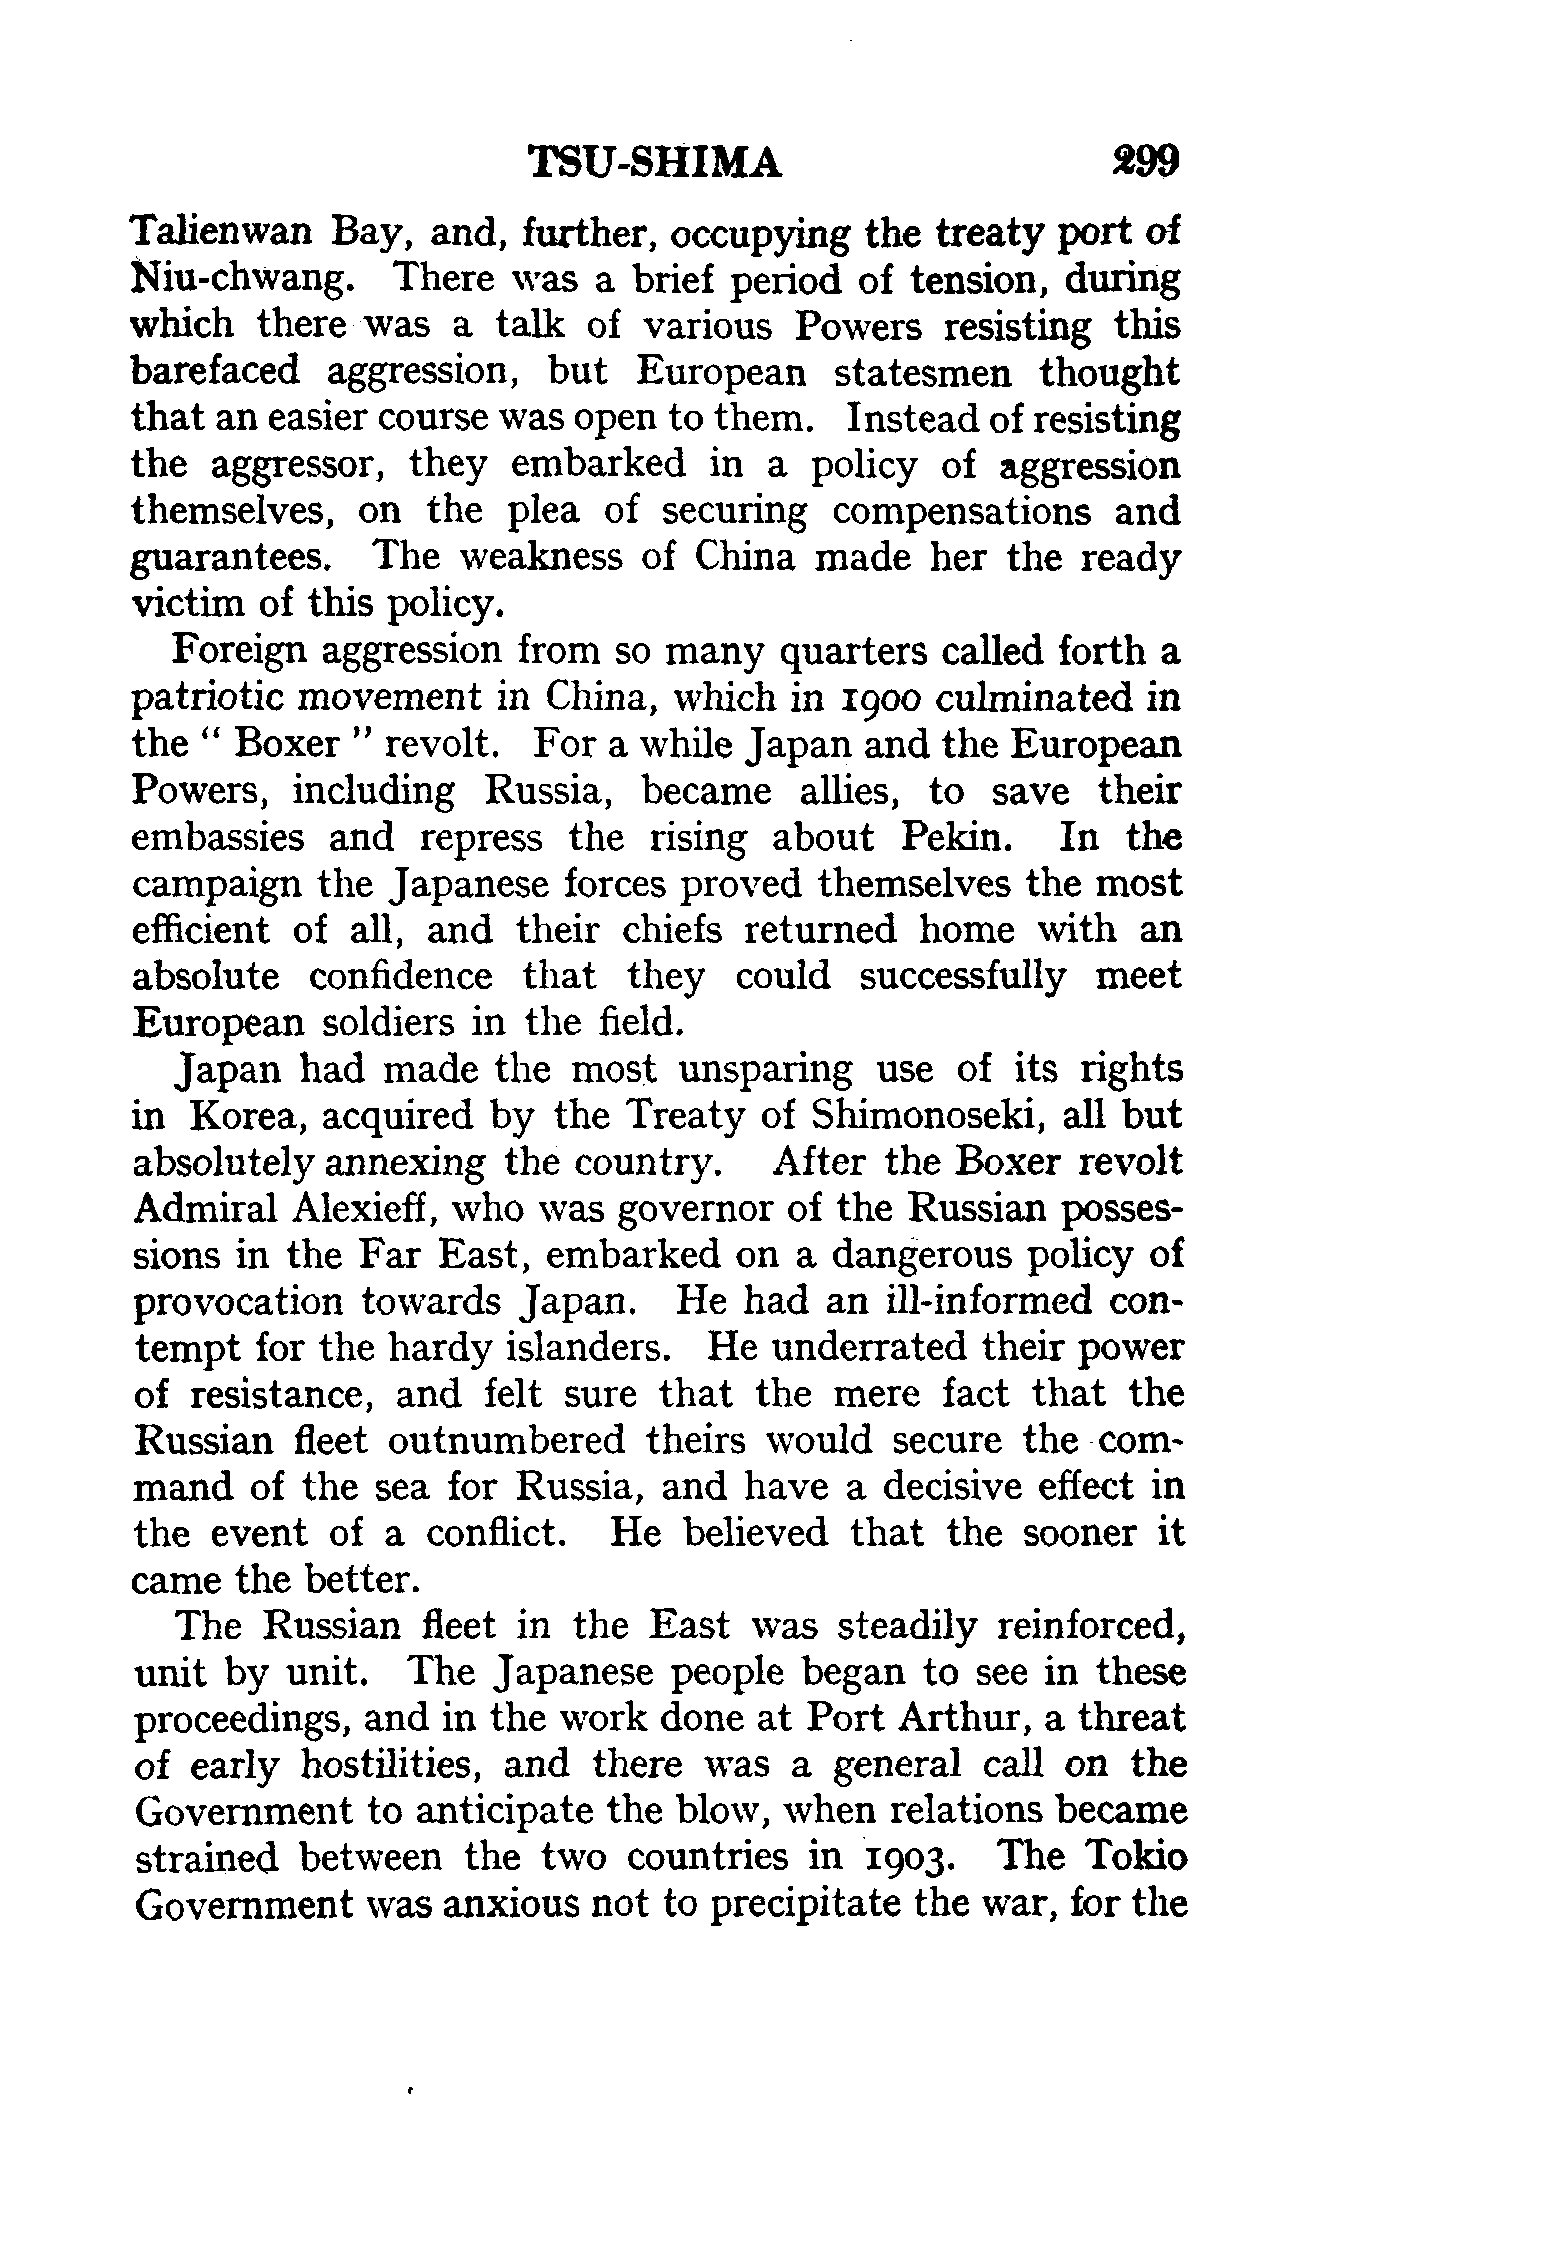 TSU-SHIMA 299
Talienwan Bay, and, further, occupying the treaty port of
Niu-chwang. There was a brief period of tension, during
which there was a talk of various Powers resisting this
barefaced aggression, but European statesmen thought
that an easier course was open to them. Instead of resisting
the aggressor, they embarked in a policy of aggression
themselves, on the plea of securing compensations and
guarantees. The weakness of China made her the ready
victim of this policy.
Foreign aggression from so many quarters called forth a
patriotic movement in China, which in 1900 culminated in
the “ Boxer ” revolt. For a while Japan and the European
Powers, including Russia, became allies, to save their
embassies and repress the rising about Pekin. In the
campaign the Japanese forces proved themselves the most
efficient of all, and their chiefs returned home with an
absolute confidence that they could successfully meet
European soldiers in the field.
Japan had made the most unsparing use of its rights
in Korea, acquired by the Treaty of Shimonoseki, all but
absolutely annexing the country. After the Boxer revolt
Admiral Alexieff, who was governor of the Russian posses-
sions in the Far East, embarked on a dangerous policy of
provocation towards Japan. He had an ill-informed con-
tempt for the hardy islanders. He underrated their power
of resistance, and felt sure that the mere fact that the
Russian fleet outnumbered theirs would secure the com-
mand of the sea for Russia, and have a decisive effect in
the event of a conflict. He believed that the sooner it
came the better.
The Russian fleet in the East was steadily reinforced,
unit by unit. The Japanese people began to see in these
proceedings, and in the work done at Port Arthur, a threat
of early hostilities, and there was a general call on the
Government to anticipate the blow, when relations became
strained between the two countries in 1903. The Tokio
Government was anxious not to precipitate the war, for the